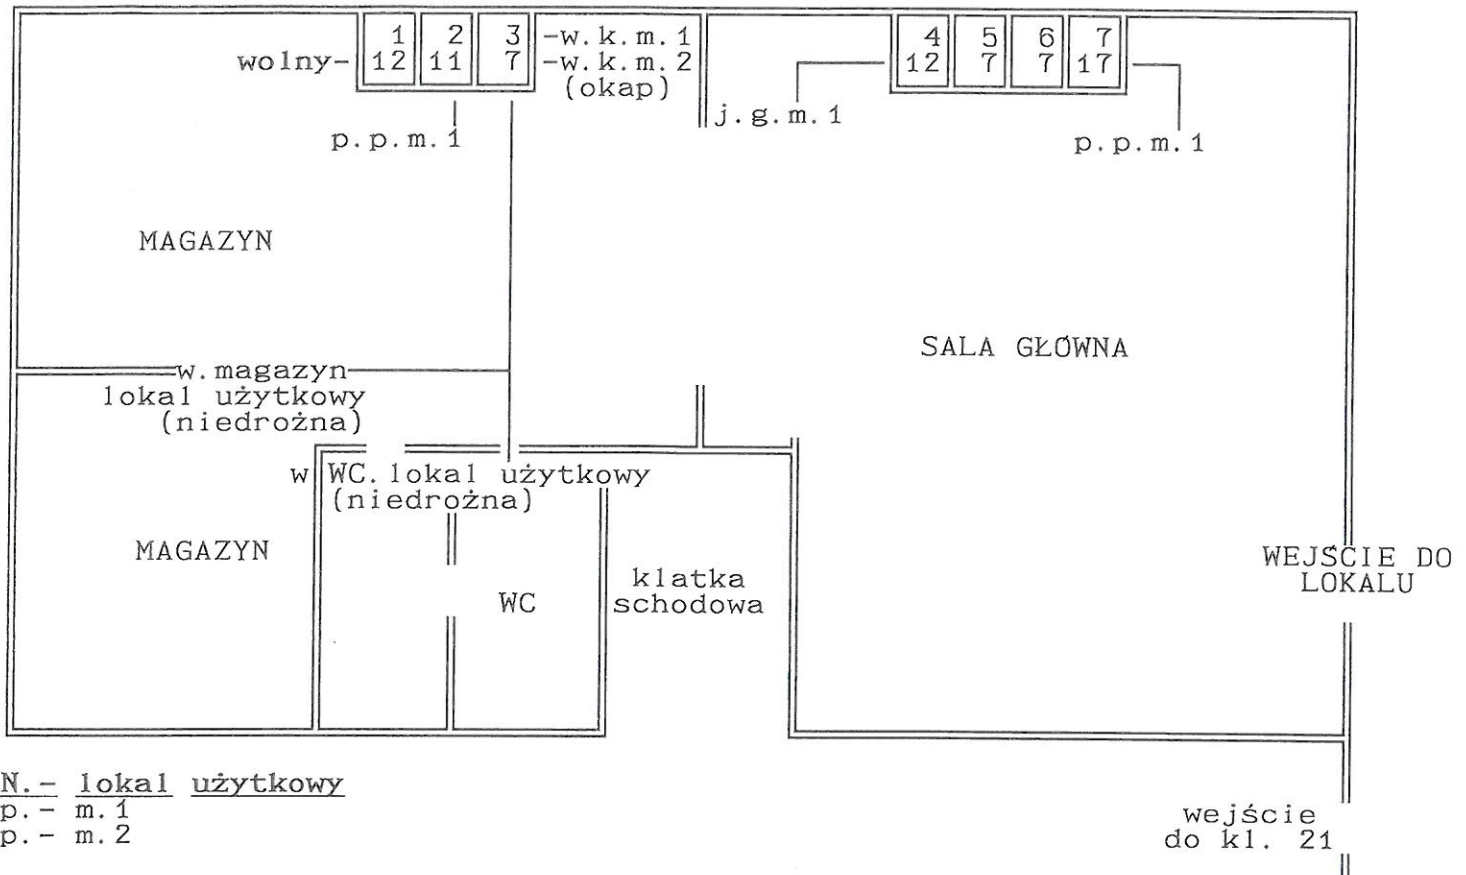 1 2 3 -w.k.m.1
wolny- 12 11 7 -w.k.m.2
(okap)
4 5 6 7
12 7 7 17
j.g.m.1
p.p.m.1
p.p.m.1
MAGAZYN
SALA GŁÓWNA
w.magazyn
lokal użytkowy
(niedrożna)
w WC.lokal użytkowy
(niedrożna)
MAGAZYN
WC
klatka
schodowa
WEJŚCIE DO
LOKALU
N.- lokal użytkowy
p.- m.1
p.- m.2
wejście
do kl. 21